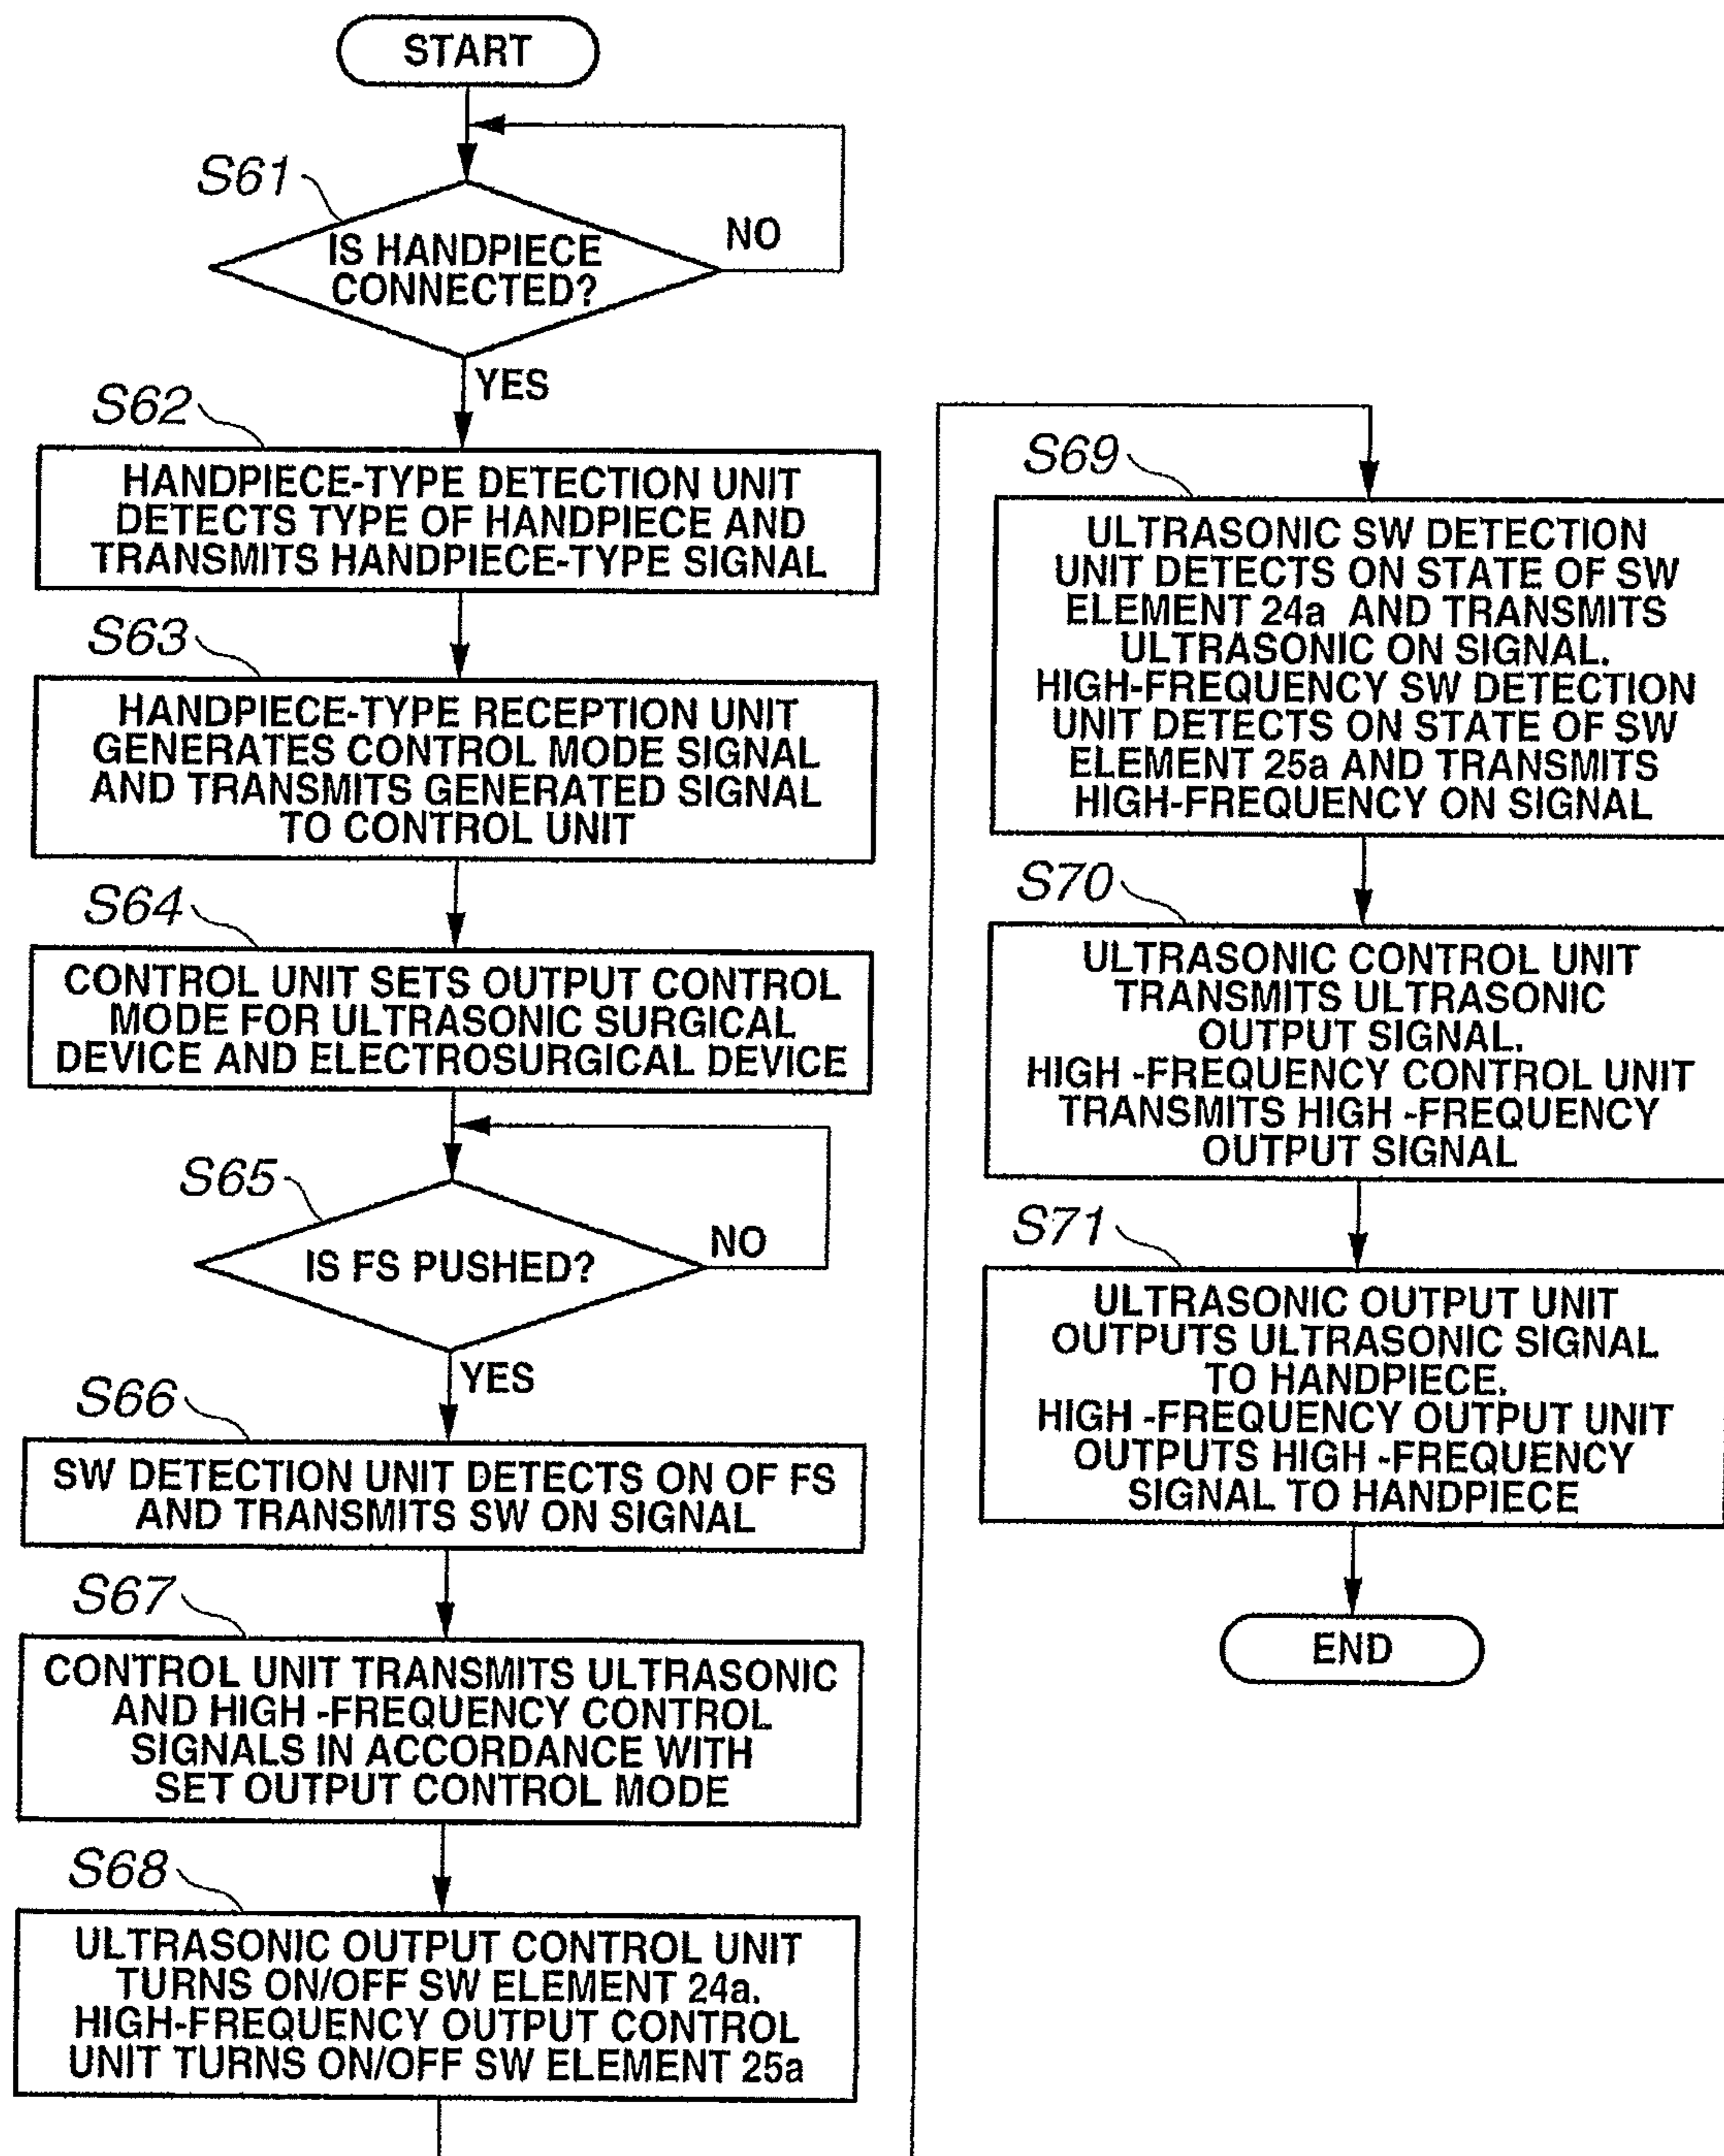 START
S61
IS HANDPIECE
CONNECTED?
NO
YES
S62
HANDPIECE-TYPE DETECTION UNIT
DETECTS TYPE OF HANDPIECE AND
TRANSMITS HANDPIECE-TYPE SIGNAL
S63
HANDPIECE-TYPE RECEPTION UNIT
GENERATES CONTROL MODE SIGNAL
AND TRANSMITS GENERATED SIGNAL
TO CONTROL UNIT
S64
CONTROL UNIT SETS OUTPUT CONTROL
MODE FOR ULTRASONIC SURGICAL
DEVICE AND ELECTROSURGICAL DEVICE
S65
IS FS PUSHED?
NO
YES
S66
SW DETECTION UNIT DETECTS ON OF FS
AND TRANSMITS SW ON SIGNAL
S67
CONTROL UNIT TRANSMITS ULTRASONIC
AND HIGH -FREQUENCY CONTROL
SIGNALS IN ACCORDANCE WITH
SET OUTPUT CONTROL MODE
S68
ULTRASONIC OUTPUT CONTROL UNIT
TURNS ON/OFF SW ELEMENT 24a.
HIGH-FREQUENCY OUTPUT CONTROL
UNIT TURNS ON/OFF SW ELEMENT 25a
S69
ULTRASONIC SW DETECTION
UNIT DETECTS ON STATE OF SW
ELEMENT 24a AND TRANSMITS
ULTRASONIC ON SIGNAL.
HIGH-FREQUENCY SW DETECTION
UNIT DETECTS ON STATE OF SW
ELEMENT 25a AND TRANSMITS
HIGH-FREQUENCY ON SIGNAL
S70
ULTRASONIC CONTROL UNIT
TRANSMITS ULTRASONIC
OUTPUT SIGNAL.
HIGH -FREQUENCY CONTROL UNIT
TRANSMITS HIGH -FREQUENCY
OUTPUT SIGNAL
S71
ULTRASONIC OUTPUT UNIT
OUTPUTS ULTRASONIC SIGNAL
TO HANDPIECE.
HIGH -FREQUENCY OUTPUT UNIT
OUTPUTS HIGH -FREQUENCY
SIGNAL TO HANDPIECE
END